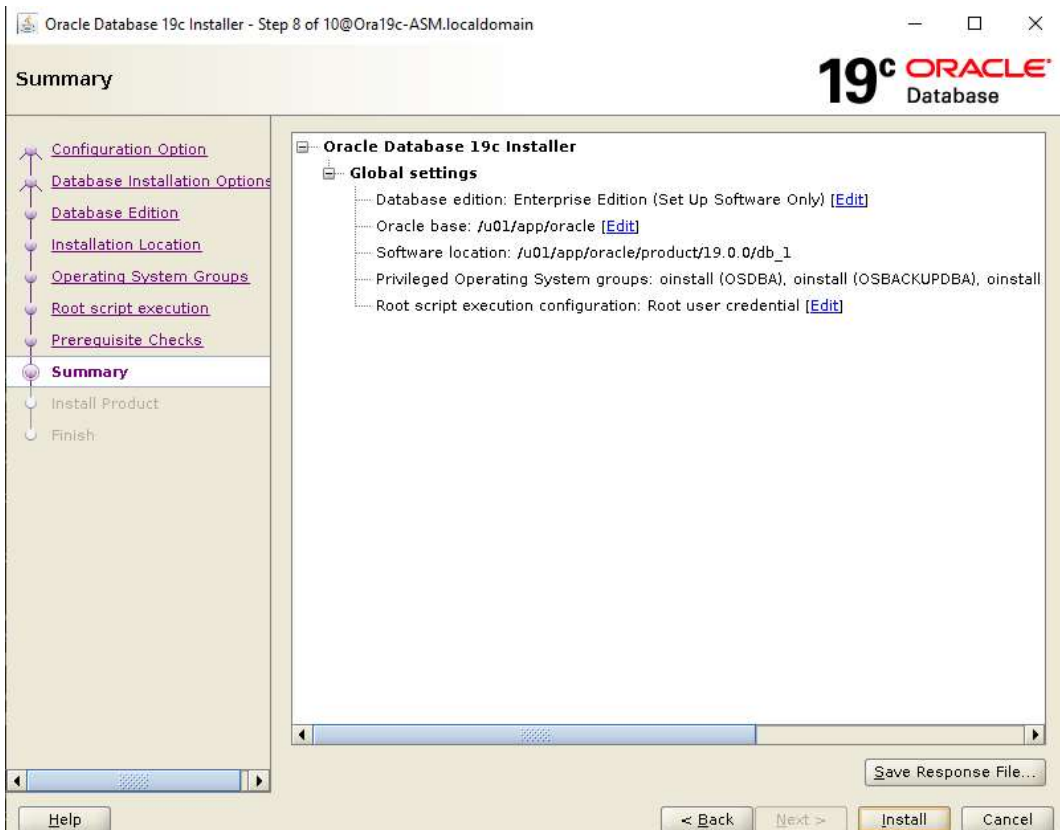 Oracle Database 19c Installer - Step 8 of 10@Ora19c-ASM.localdomain
Summary
19c ORACLE
Database
Configuration Option
Database Installation Options
Database Edition
Installation Location
Operating System Groups
Root script execution
Prerequisite Checks
Summary
Install Product
Finish
Oracle Database 19c Installer
Global settings
Database edition: Enterprise Edition (Set Up Software Only) [Edit]
Oracle base: /u01/app/oracle [Edit]
Software location: /u01/app/oracle/product/19.0.0/db_1
Privileged Operating System groups: oinstall (OSDBA), oinstall (OSBACKUPDBA), oinstall
Root script execution configuration: Root user credential [Edit]
Save Response File...
Help
< Back
Next >
Install
Cancel